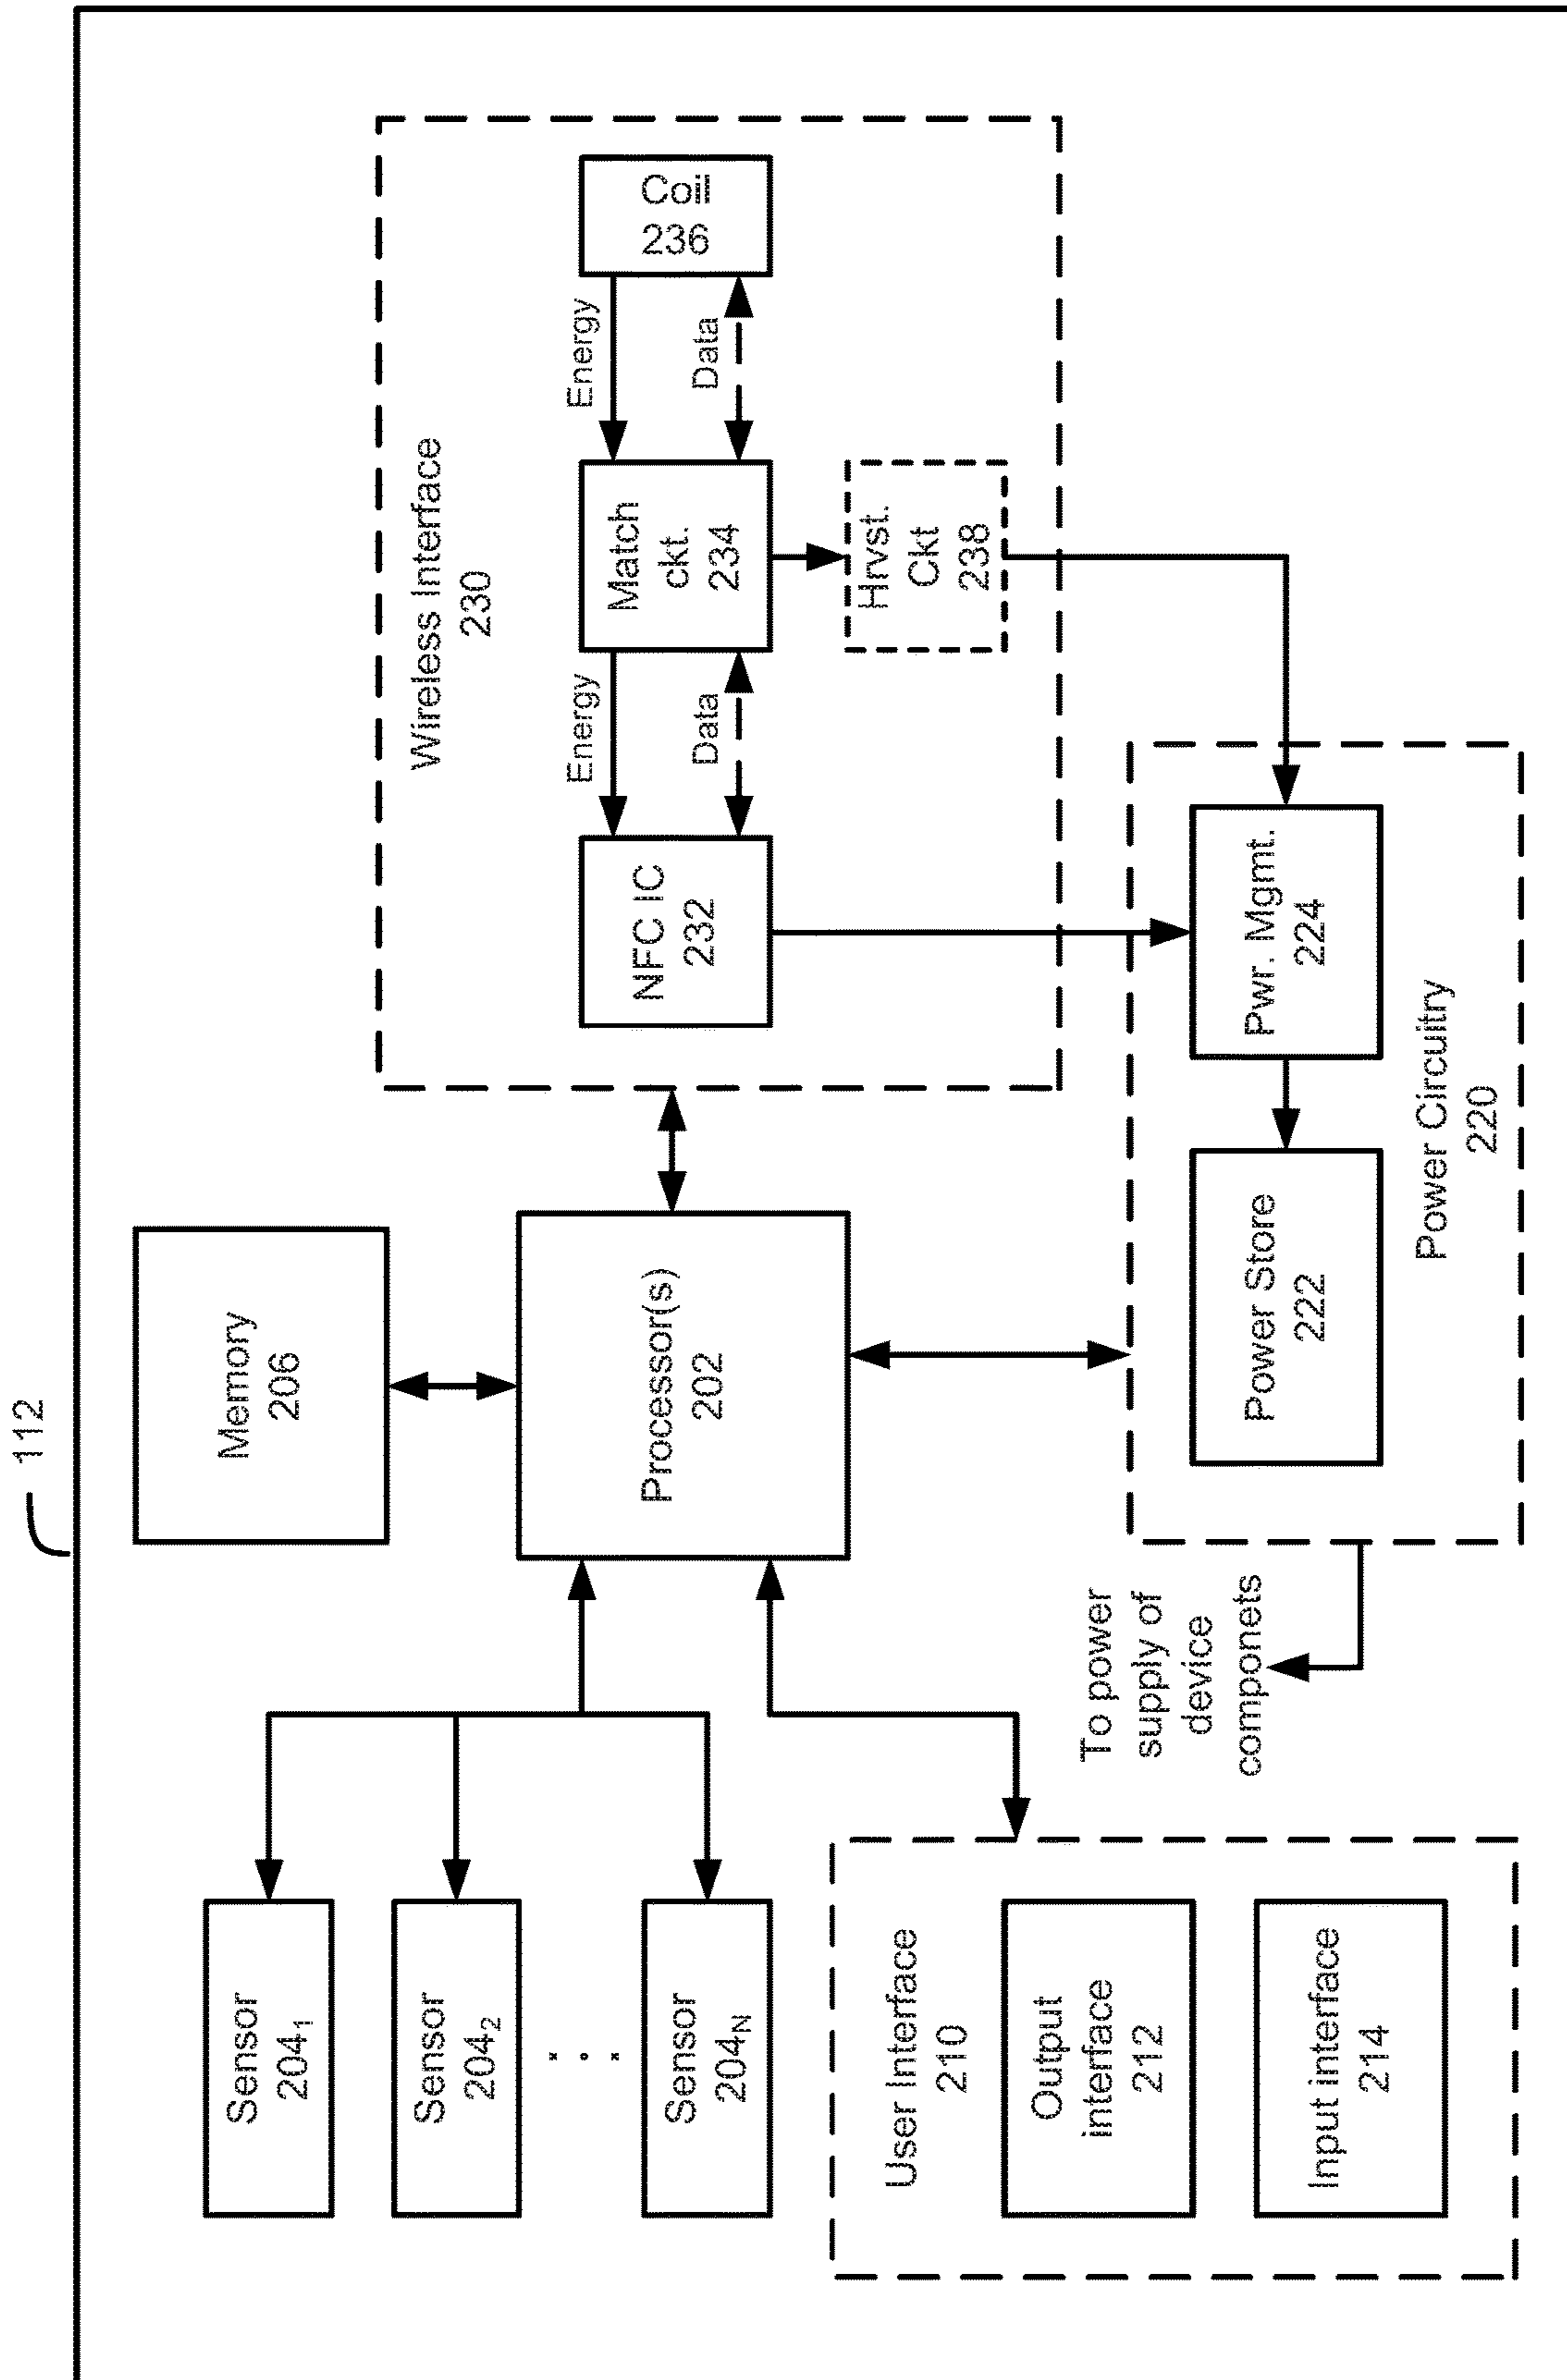 112
Sensor
204₁
Sensor
204₂
Sensor
204ₙ
Memory
206
Processor(s)
202
Wireless Interface
230
NFC IC
232
Energy
Data
Match
ckt.
234
Energy
Data
Coil
236
Hrvst.
Ckt
238
User Interface
210
Output
interface
212
Input interface
214
To power
supply of
device
componets
Power Store
222
Pwr. Mgmt.
224
Power Circuitry
220